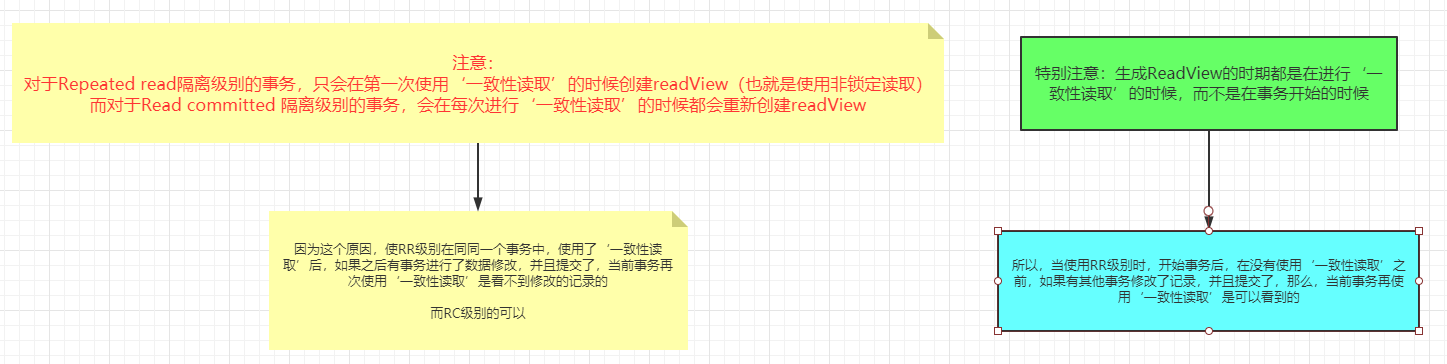 注意：
对于Repeated read隔离级别的事务，只会在第一次使用‘一致性读取’的时候创建readView（也就是使用非锁定读取）
而对于Read committed 隔离级别的事务，会在每次进行‘一致性读取’的时候都会重新创建readView
因为这个原因，使RR级别在同同一个事务中，使用了‘一致性读
取’后，如果之后有事务进行了数据修改，并且提交了，当前事务再
次使用‘一致性读取’是看不到修改的记录的
而RC级别的可以
特别注意：生成ReadView的时期都是在进行‘一
致性读取’的时候，而不是在事务开始的时候
所以，当使用RR级别时，开始事务后，在没有使用‘一致性读取’之
前，如果有其他事务修改了记录，并且提交了，那么，当前事务再使
用‘一致性读取’是可以看到的